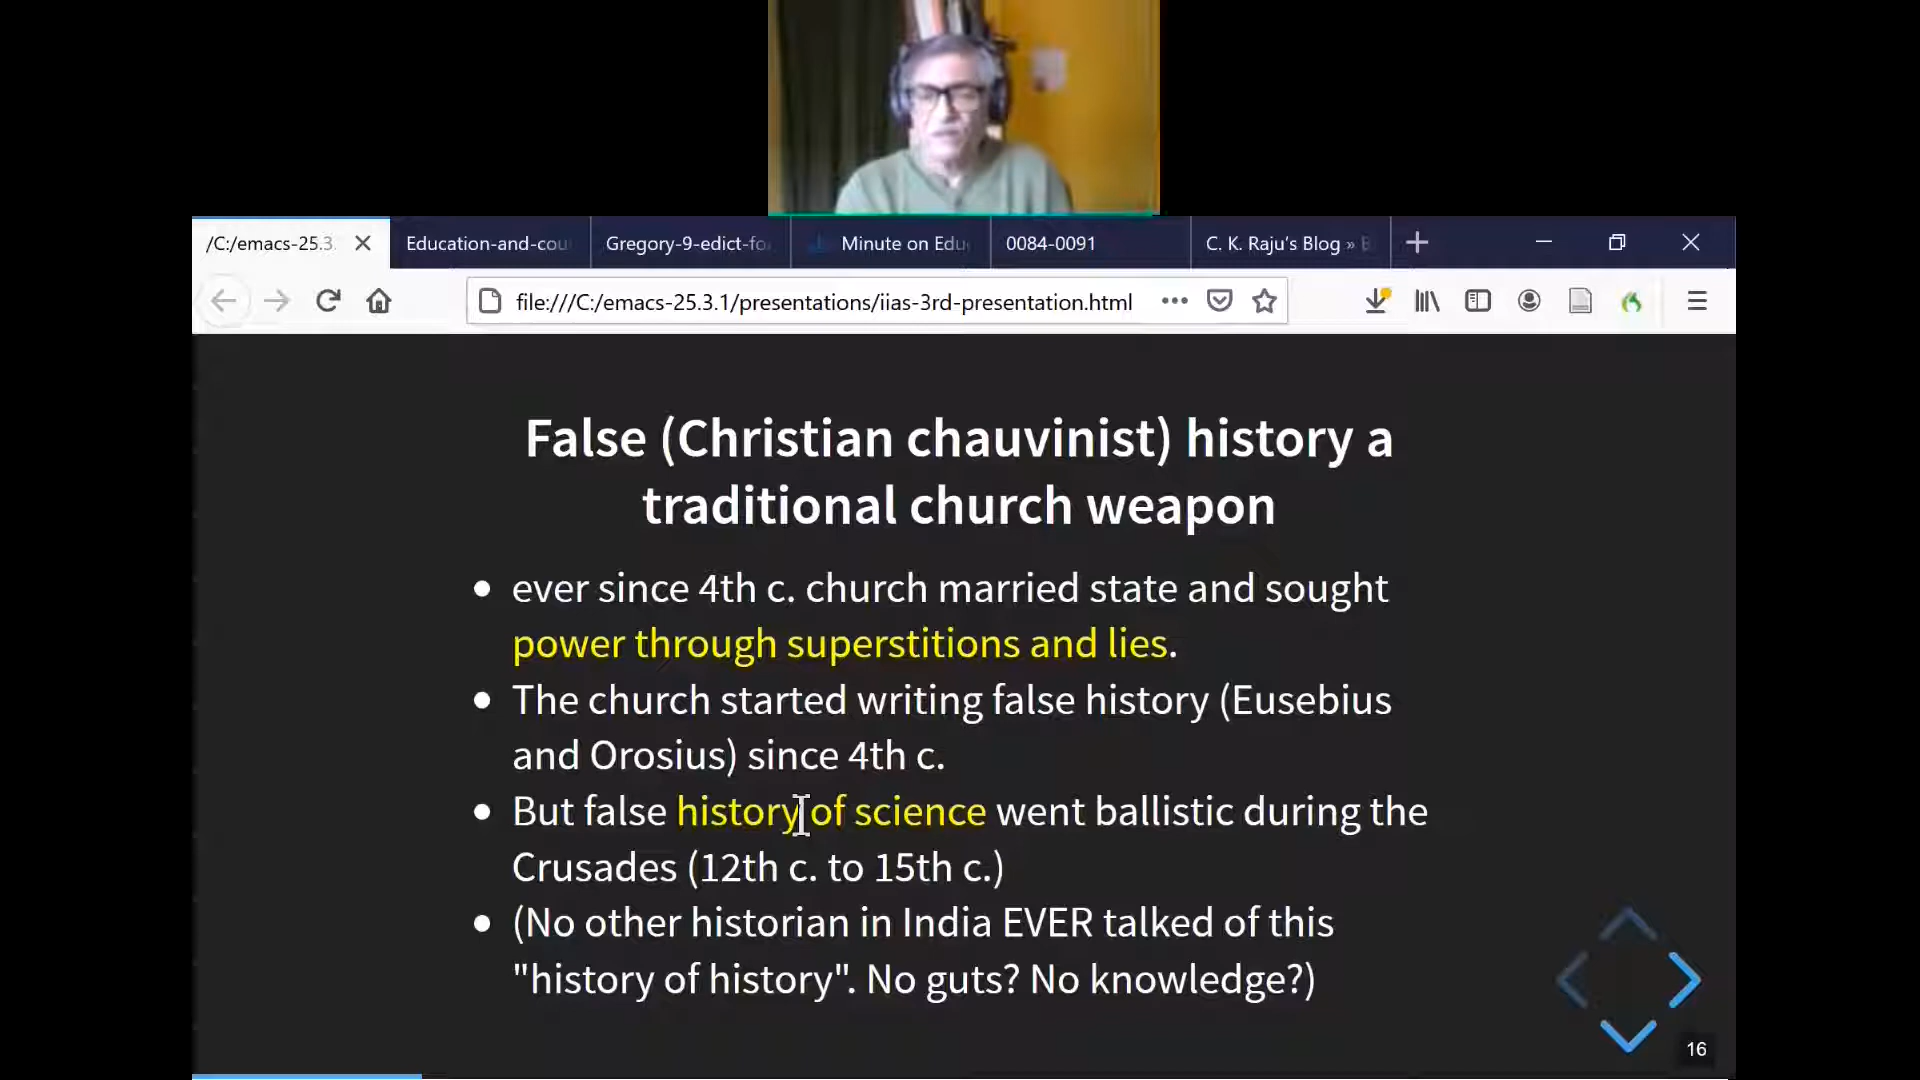 /C:/emacs-25.3.
Education-and-cou
Gregory-9-edict-fo
Minute on Edu
0084-0091
C. K. Raju's Blog »
file:///C:/emacs-25.3.1/presentations/iias-3rd-presentation.html
False (Christian chauvinist) history a
traditional church weapon
ever since 4th c. church married state and sought
power through superstitions and lies.
The church started writing false history (Eusebius
and Orosius) since 4th c.
But false history of science went ballistic during the
Crusades (12th c. to 15th c.)
(No other historian in India EVER talked of this
"history of history". No guts? No knowledge?)
16